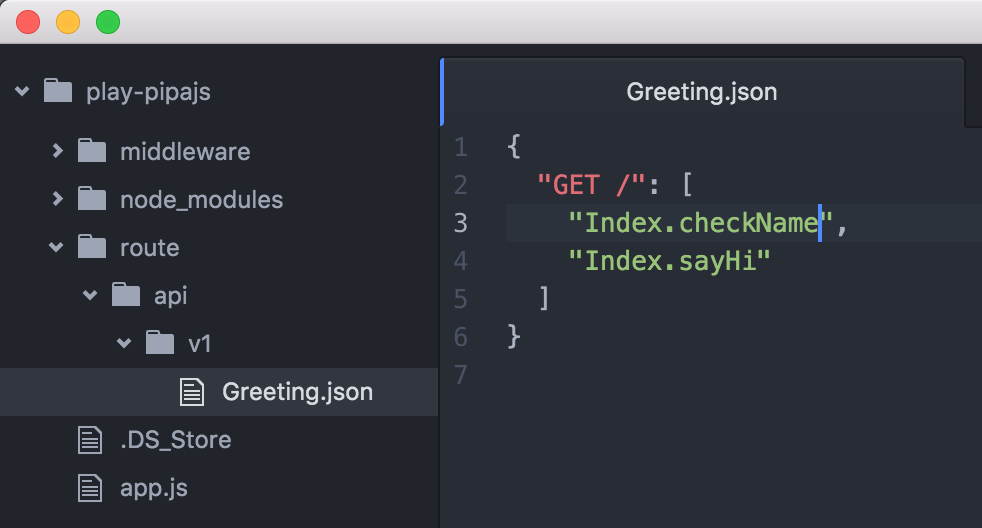 play-pipajs
middleware
node_modules
route
api
v1
Greeting.json
.DS_Store
app.js
Greeting.json
1 {
2 "GET /": [
3 "Index.checkName",
4 "Index.sayHi"
5 ]
6 }
7